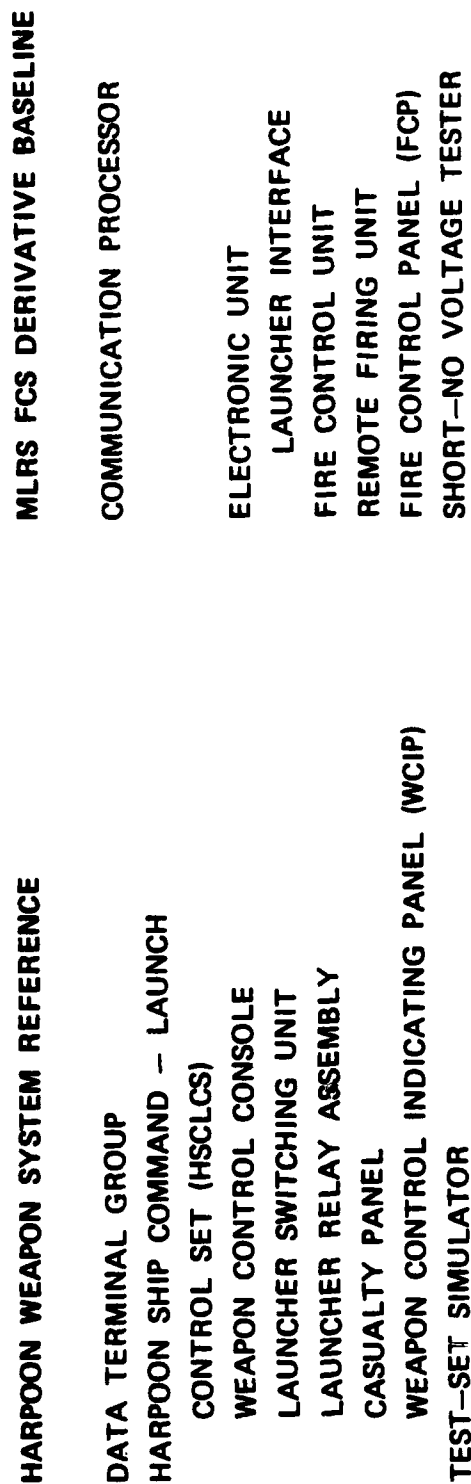 HARPOON WEAPON SYSTEM REFERENCE MLRS FCS DERIVATIVE BASELINE
DATA TERMINAL GROUP COMMUNICATION PROCESSOR
HARPOON SHIP COMMAND – LAUNCH
CONTROL SET (HSCLCS)
WEAPON CONTROL CONSOLE ELECTRONIC UNIT
LAUNCHER SWITCHING UNIT LAUNCHER INTERFACE
LAUNCHER RELAY ASSEMBLY FIRE CONTROL UNIT
CASUALTY PANEL REMOTE FIRING UNIT
WEAPON CONTROL INDICATING PANEL (WCIP) FIRE CONTROL PANEL (FCP)
TEST–SET SIMULATOR SHORT–NO VOLTAGE TESTER